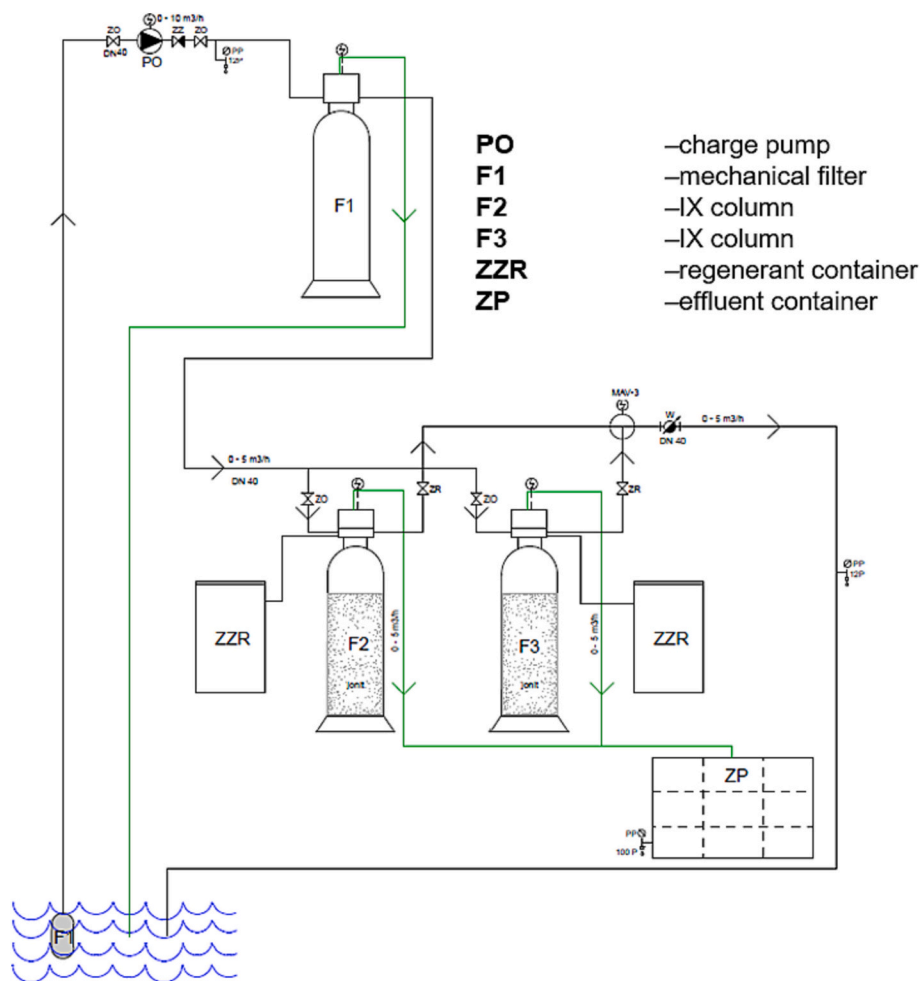 ZO
0 - 10 m3/h
ZZ
ZO
DN40
PO
PP
12P
F1
PO –charge pump
F1 –mechanical filter
F2 –IX column
F3 –IX column
ZZR –regenerant container
ZP –effluent container
MAV-3
W
0 - 5 m3/h
DN 40
0 - 5 m3/h
DN 40
ZO
ZR
ZO
ZR
PP
12P
ZZR
F2
jonit
0 - 5 m3/h
F3
jonit
0 - 5 m3/h
ZZR
ZP
PP
100 P